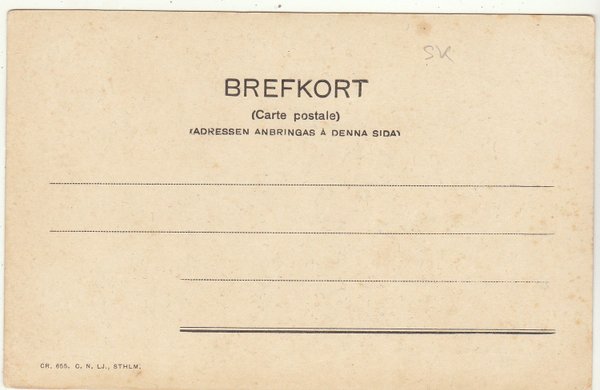 SK
BREFKORT
(Carte postale)
(ADRESSEN ANBRINGAS Å DENNA SIDA)
CR. 655. C. N. LJ., STHLM.